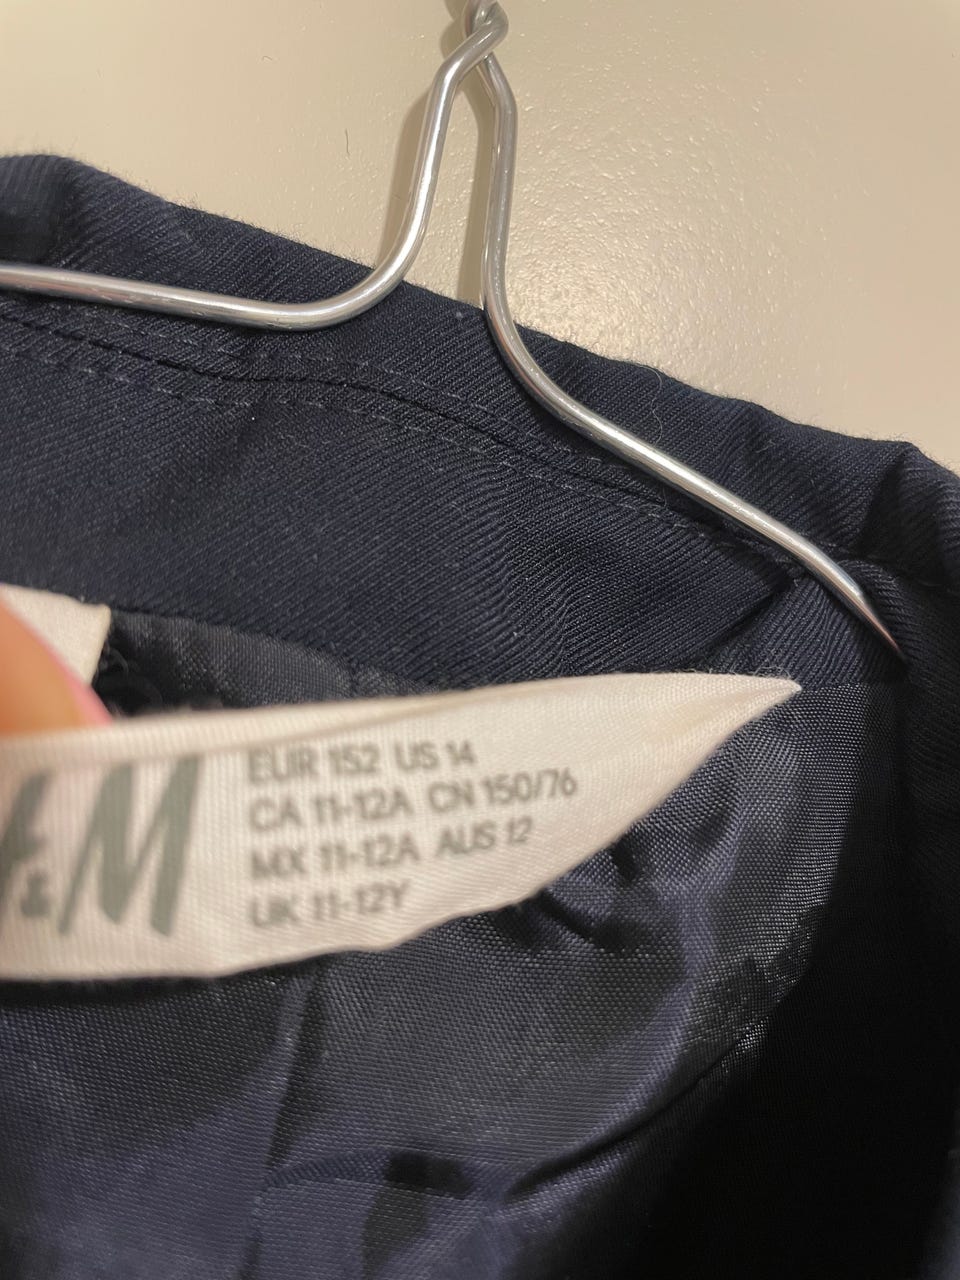 &M
EUR 152 US 14
CA 11-12A CN 150/76
MX 11-12A AUS 12
UK 11-12Y